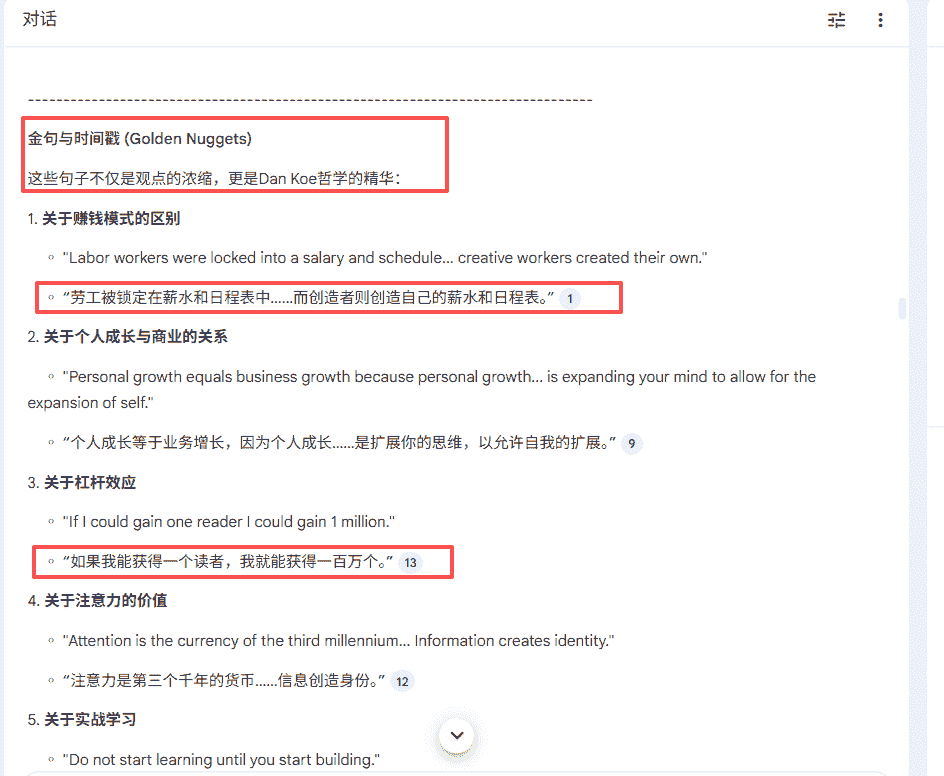 对话
--------------------------------------------------------------------------------
金句与时间戳 (Golden Nuggets)
这些句子不仅是观点的浓缩，更是Dan Koe哲学的精华：
1. 关于赚钱模式的区别
◦ "Labor workers were locked into a salary and schedule... creative workers created their own."
◦ “劳工被锁定在薪水和日程表中......而创造者则创造自己的薪水和日程表。” 1
2. 关于个人成长与商业的关系
◦ "Personal growth equals business growth because personal growth... is expanding your mind to allow for the
expansion of self."
◦ “个人成长等于业务增长，因为个人成长......是扩展你的思维，以允许自我的扩展。” 9
3. 关于杠杆效应
◦ "If I could gain one reader I could gain 1 million."
◦ “如果我能获得一个读者，我就能获得一百万个。” 13
4. 关于注意力的价值
◦ "Attention is the currency of the third millennium... Information creates identity."
◦ “注意力是第三个千年的货币......信息创造身份。” 12
5. 关于实战学习
◦ "Do not start learning until you start building."